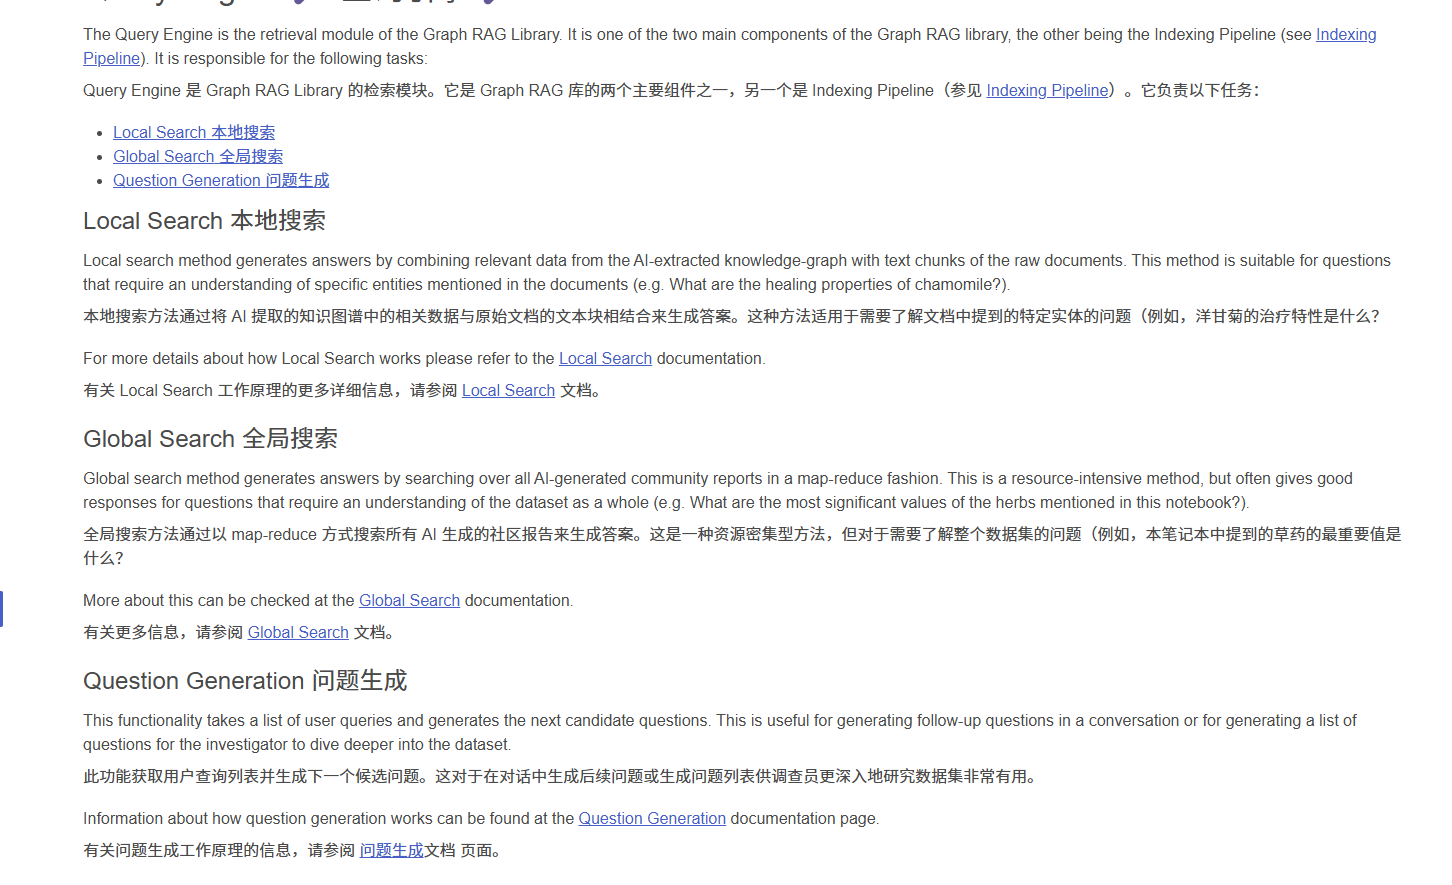 The Query Engine is the retrieval module of the Graph RAG Library. It is one of the two main components of the Graph RAG library, the other being the Indexing Pipeline (see Indexing
Pipeline). It is responsible for the following tasks:
Query Engine 是 Graph RAG Library 的检索模块。它是 Graph RAG 库的两个主要组件之一，另一个是 Indexing Pipeline（参见 Indexing Pipeline）。它负责以下任务：
• Local Search 本地搜索
• Global Search 全局搜索
• Question Generation 问题生成
Local Search 本地搜索
Local search method generates answers by combining relevant data from the AI-extracted knowledge-graph with text chunks of the raw documents. This method is suitable for questions
that require an understanding of specific entities mentioned in the documents (e.g. What are the healing properties of chamomile?).
本地搜索方法通过将 AI 提取的知识图谱中的相关数据与原始文档的文本块相结合来生成答案。这种方法适用于需要了解文档中提到的特定实体的问题（例如，洋甘菊的治疗特性是什么？
For more details about how Local Search works please refer to the Local Search documentation.
有关 Local Search 工作原理的更多详细信息，请参阅 Local Search 文档。
Global Search 全局搜索
Global search method generates answers by searching over all AI-generated community reports in a map-reduce fashion. This is a resource-intensive method, but often gives good
responses for questions that require an understanding of the dataset as a whole (e.g. What are the most significant values of the herbs mentioned in this notebook?).
全局搜索方法通过以 map-reduce 方式搜索所有 AI 生成的社区报告来生成答案。这是一种资源密集型方法，但对于需要了解整个数据集的问题（例如，本笔记本中提到的草药的最重要值是
什么？
More about this can be checked at the Global Search documentation.
有关更多信息，请参阅 Global Search 文档。
Question Generation 问题生成
This functionality takes a list of user queries and generates the next candidate questions. This is useful for generating follow-up questions in a conversation or for generating a list of
questions for the investigator to dive deeper into the dataset.
此功能获取用户查询列表并生成下一个候选问题。这对于在对话中生成后续问题或生成问题列表供调查员更深入地研究数据集非常有用。
Information about how question generation works can be found at the Question Generation documentation page.
有关问题生成工作原理的信息，请参阅 问题生成文档 页面。